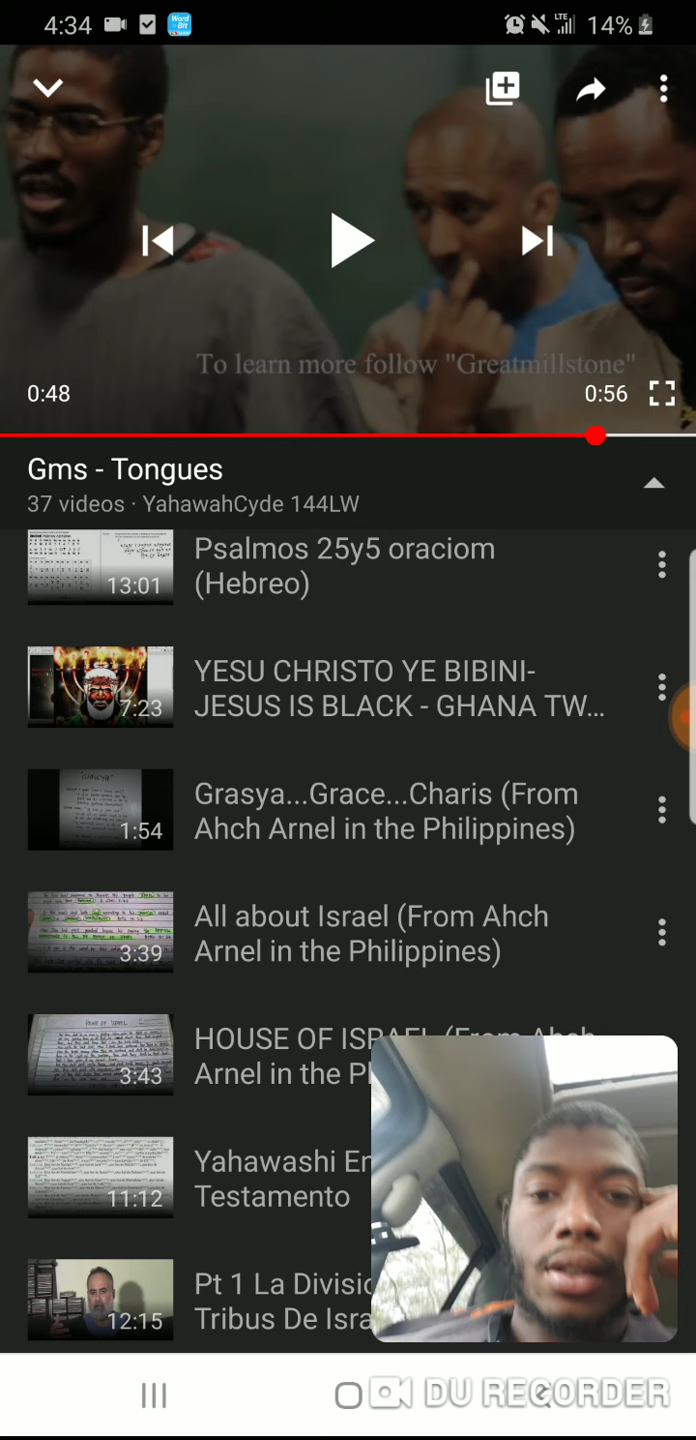 4:34
Word Bit
LTE
14%
To learn more follow "Greatmillstone"
0:48
0:56
Gms - Tongues
37 videos · YahawahCyde 144LW
13:01
Psalmos 25y5 oraciom
(Hebreo)
7:23
YESU CHRISTO YE BIBINI-
JESUS IS BLACK - GHANA TW...
1:54
Grasya...Grace...Charis (From
Ahch Arnel in the Philippines)
3:39
All about Israel (From Ahch
Arnel in the Philippines)
3:43
HOUSE OF ISRAEL (From Ahch
Arnel in the P
11:12
Yahawashi En
Testamento
12:15
Pt 1 La Divisio
Tribus De Isra
DU RECORDER